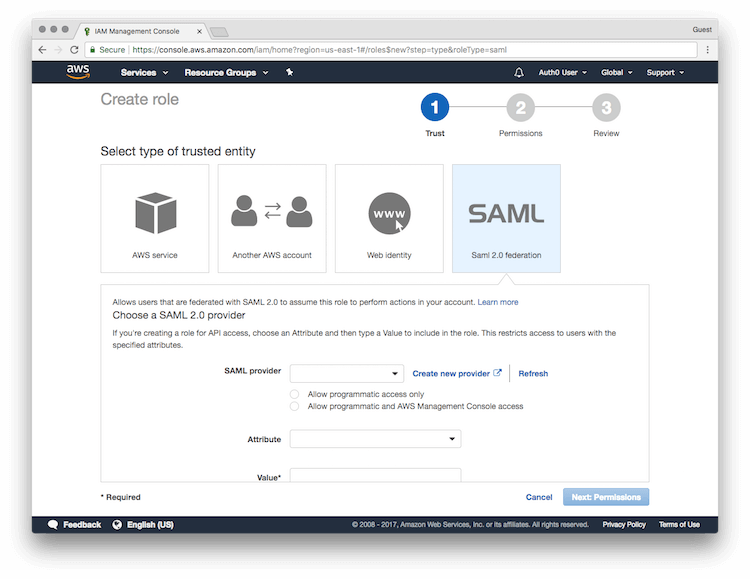 IAM Management Console
Guest
Secure https://console.aws.amazon.com/iam/home?region=us-east-1#/roles$new?step=type&roleType=saml
aws Services Resource Groups Auth0 User Global Support
Create role
1 2 3
Trust Permissions Review
Select type of trusted entity
www
SAML
AWS service Another AWS account Web identity Saml 2.0 federation
Allows users that are federated with SAML 2.0 to assume this role to perform actions in your account. Learn more
Choose a SAML 2.0 provider
If you're creating a role for API access, choose an Attribute and then type a Value to include in the role. This restricts access to users with the
specified attributes.
SAML provider Create new provider Refresh
Allow programmatic access only
Allow programmatic and AWS Management Console access
Attribute
Value*
* Required Cancel Next: Permissions
Feedback English (US) © 2008 - 2017, Amazon Web Services, Inc. or its affiliates. All rights reserved. Privacy Policy Terms of Use